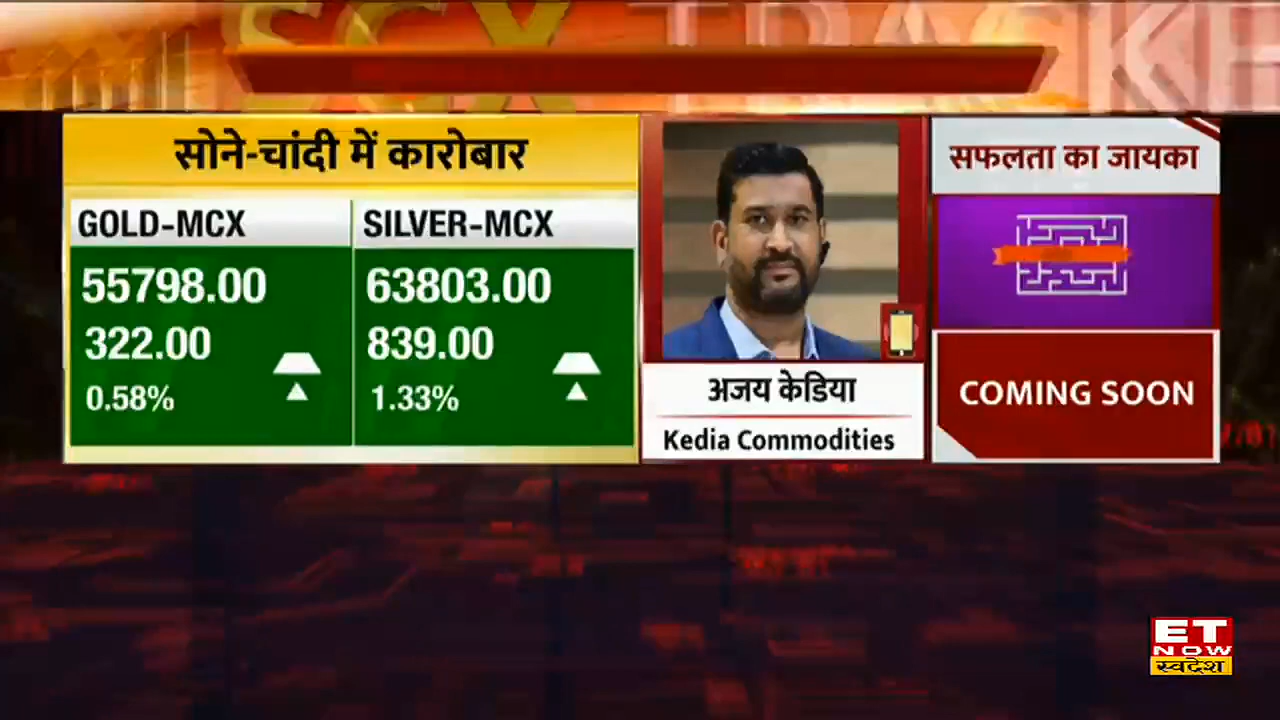 सोने-चांदी में कारोबार
GOLD-MCX
55798.00
322.00
0.58%
SILVER-MCX
63803.00
839.00
1.33%
अजय केडिया
Kedia Commodities
सफलता का जायका
COMING SOON
ET
NOW
स्वदेश